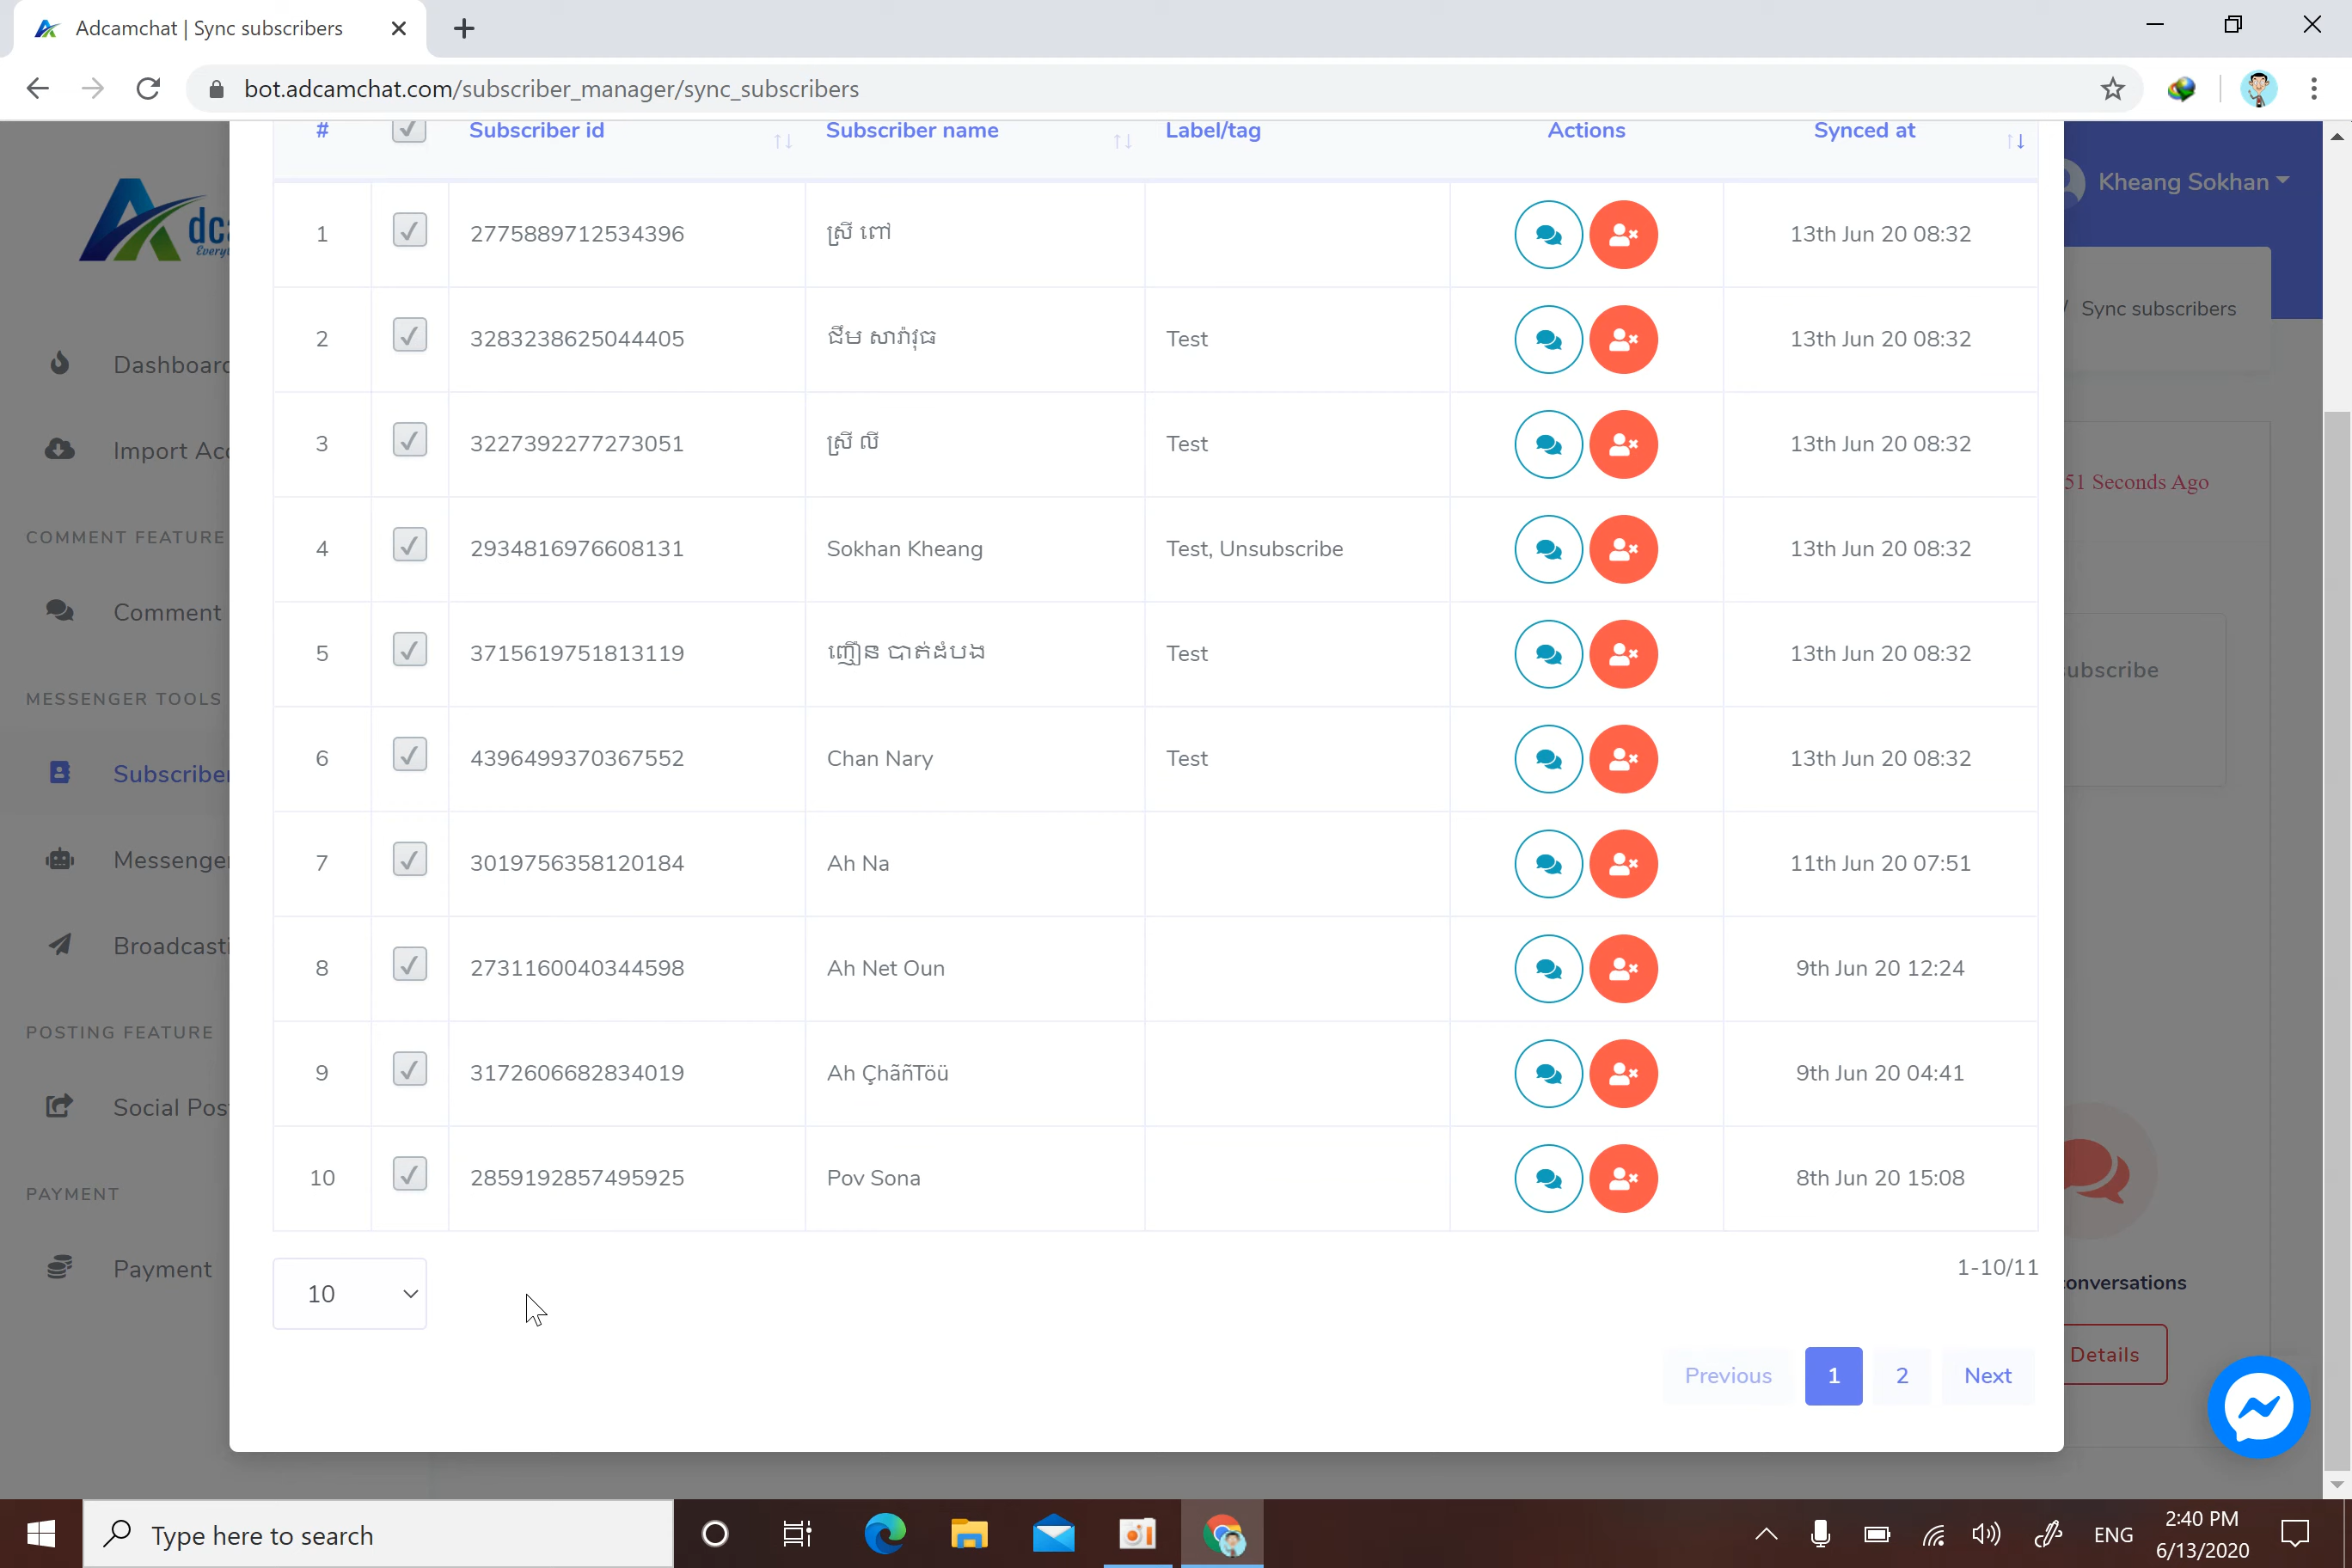 Adcamchat | Sync subscribers
bot.adcamchat.com/subscriber_manager/sync_subscribers
# Subscriber id Subscriber name Label/tag Actions Synced at
1 2775889712534396 ស្រី ពៅ 13th Jun 20 08:32
2 3283238625044405 ជឹម សារ៉ាវុធ Test 13th Jun 20 08:32
3 3227392277273051 ស្រី លី Test 13th Jun 20 08:32
4 2934816976608131 Sokhan Kheang Test, Unsubscribe 13th Jun 20 08:32
5 3715619751813119 ញឿន បាត់ដំបង Test 13th Jun 20 08:32
6 4396499370367552 Chan Nary Test 13th Jun 20 08:32
7 3019756358120184 Ah Na 11th Jun 20 07:51
8 2731160040344598 Ah Net Oun 9th Jun 20 12:24
9 3172606682834019 Ah ÇhãñTöü 9th Jun 20 04:41
10 2859192857495925 Pov Sona 8th Jun 20 15:08
10
1-10/11
Previous 1 2 Next
Dashboard
Import Acc
COMMENT FEATURE
Comment
MESSENGER TOOLS
Subscriber
Messenger
Broadcasti
POSTING FEATURE
Social Pos
PAYMENT
Payment
Kheang Sokhan
/ Sync subscribers
51 Seconds Ago
ubscribe
onversations
Details
Type here to search
ENG
2:40 PM
6/13/2020